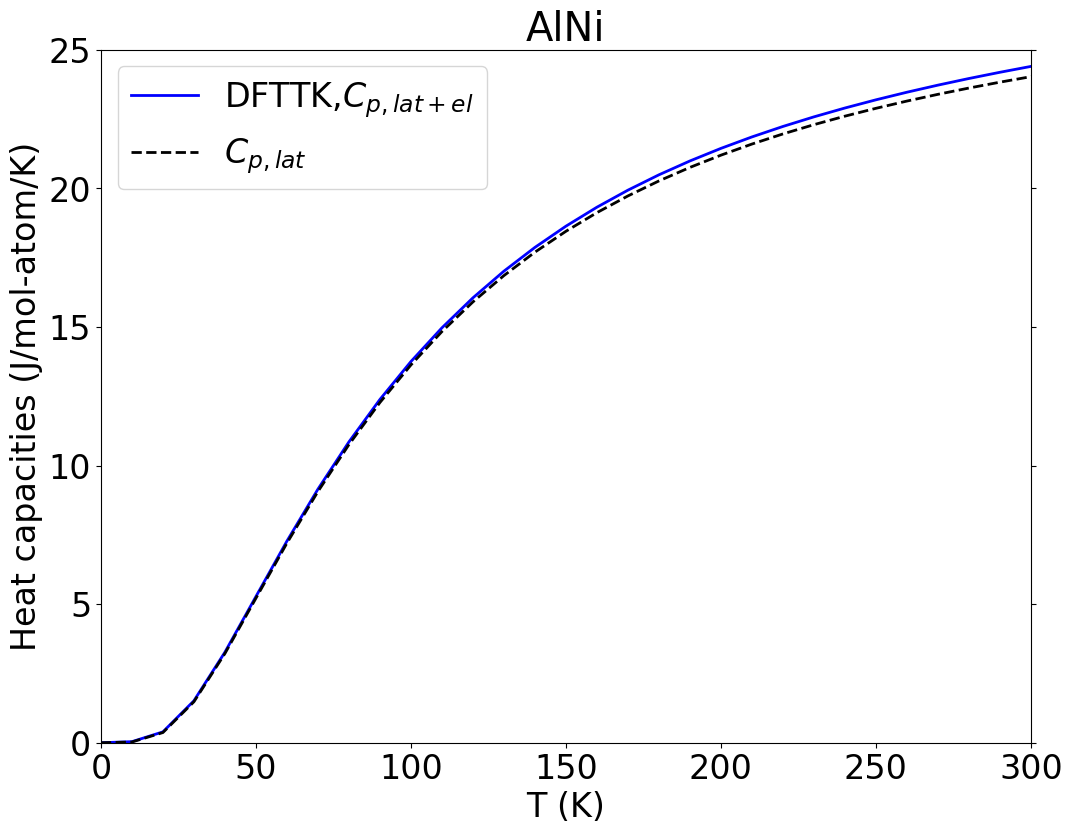 AlNi
DFTTK,C_{p,lat+el}
C_{p,lat}
Heat capacities (J/mol-atom/K)
25
20
15
10
5
0
0 50 100 150 200 250 300
T (K)